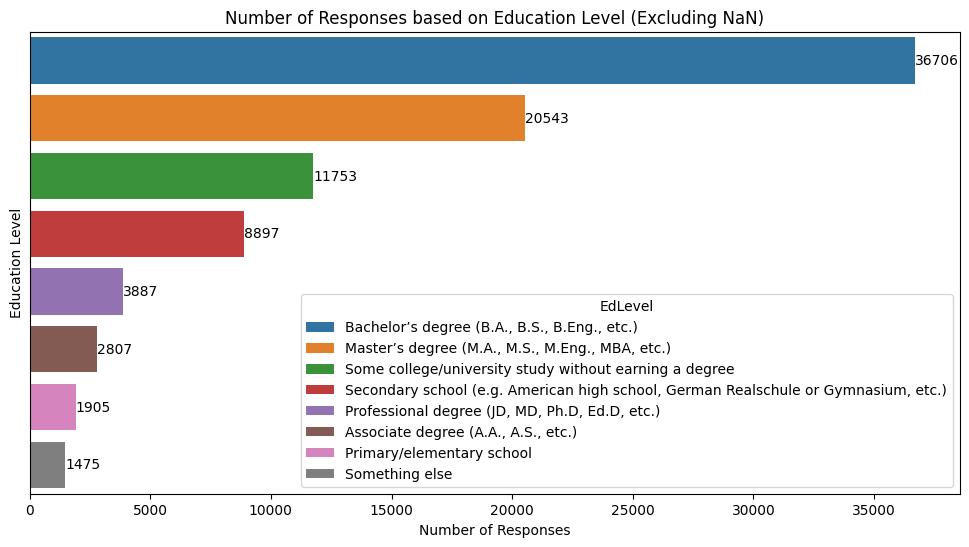 Number of Responses based on Education Level (Excluding NaN)
36706
20543
11753
8897
3887
2807
1905
1475
Education Level
EdLevel
Bachelor’s degree (B.A., B.S., B.Eng., etc.)
Master’s degree (M.A., M.S., M.Eng., MBA, etc.)
Some college/university study without earning a degree
Secondary school (e.g. American high school, German Realschule or Gymnasium, etc.)
Professional degree (JD, MD, Ph.D, Ed.D, etc.)
Associate degree (A.A., A.S., etc.)
Primary/elementary school
Something else
0 5000 10000 15000 20000 25000 30000 35000
Number of Responses